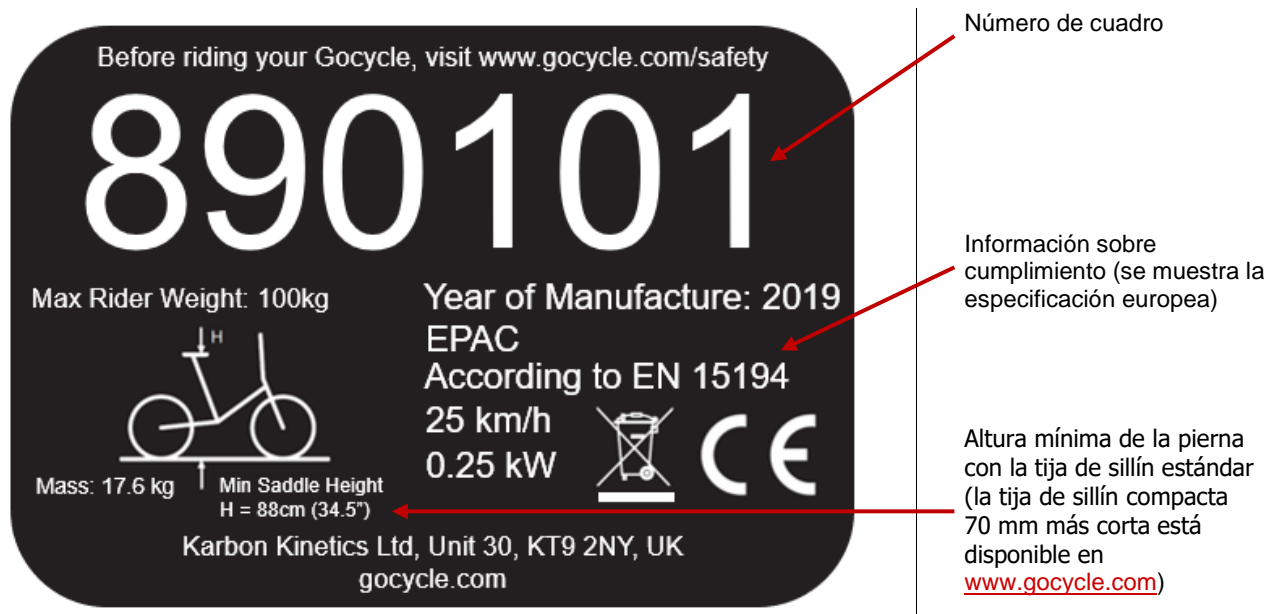 Before riding your Gocycle, visit www.gocycle.com/safety
890101
Max Rider Weight: 100kg
H
Mass: 17.6 kg
Min Saddle Height
H = 88cm (34.5”)
Year of Manufacture: 2019
EPAC
According to EN 15194
25 km/h
0.25 kW
CE
Karbon Kinetics Ltd, Unit 30, KT9 2NY, UK
gocycle.com
Número de cuadro
Información sobre
cumplimiento (se muestra la
especificación europea)
Altura mínima de la pierna
con la tija de sillín estándar
(la tija de sillín compacta
70 mm más corta está
disponible en
www.gocycle.com)